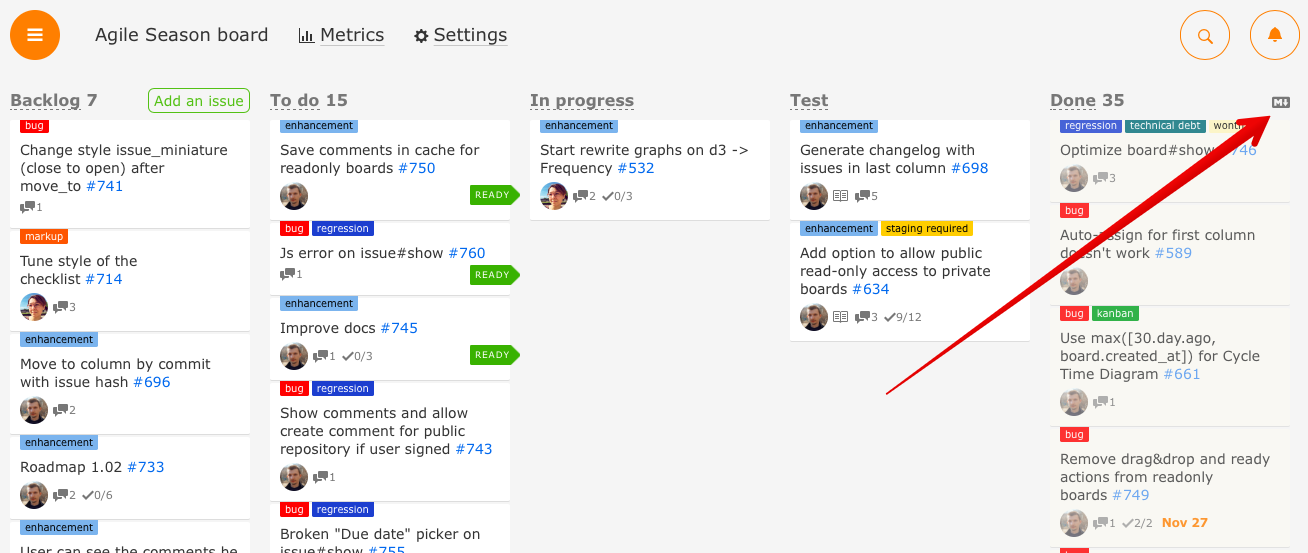 Agile Season board Metrics Settings
Backlog 7 Add an issue
bug
Change style issue_miniature
(close to open) after
move_to #741
1
markup
Tune style of the
checklist #714
3
enhancement
Move to column by commit
with issue hash #696
2
enhancement
Roadmap 1.02 #733
2 0/6
enhancement
User can see the comments be
To do 15
enhancement
Save comments in cache for
readonly boards #750
READY
bug regression
Js error on issue#show #760
1 READY
enhancement
Improve docs #745
1 0/3 READY
bug regression
Show comments and allow
create comment for public
repository if user signed #743
1
bug regression
Broken "Due date" picker on
issue#show #755
In progress
enhancement
Start rewrite graphs on d3 ->
Frequency #532
2 0/3
Test
enhancement
Generate changelog with
issues in last column #698
5
enhancement staging required
Add option to allow public
read-only access to private
boards #634
3 9/12
Done 35 M
regression technical debt
Optimize board#show #746
3
bug
Auto-assign for first column
doesn't work #589
bug kanban
Use max([30.day.ago,
board.created_at]) for Cycle
Time Diagram #661
1
bug
Remove drag&drop and ready
actions from readonly
boards #749
1 2/2 Nov 27
bug